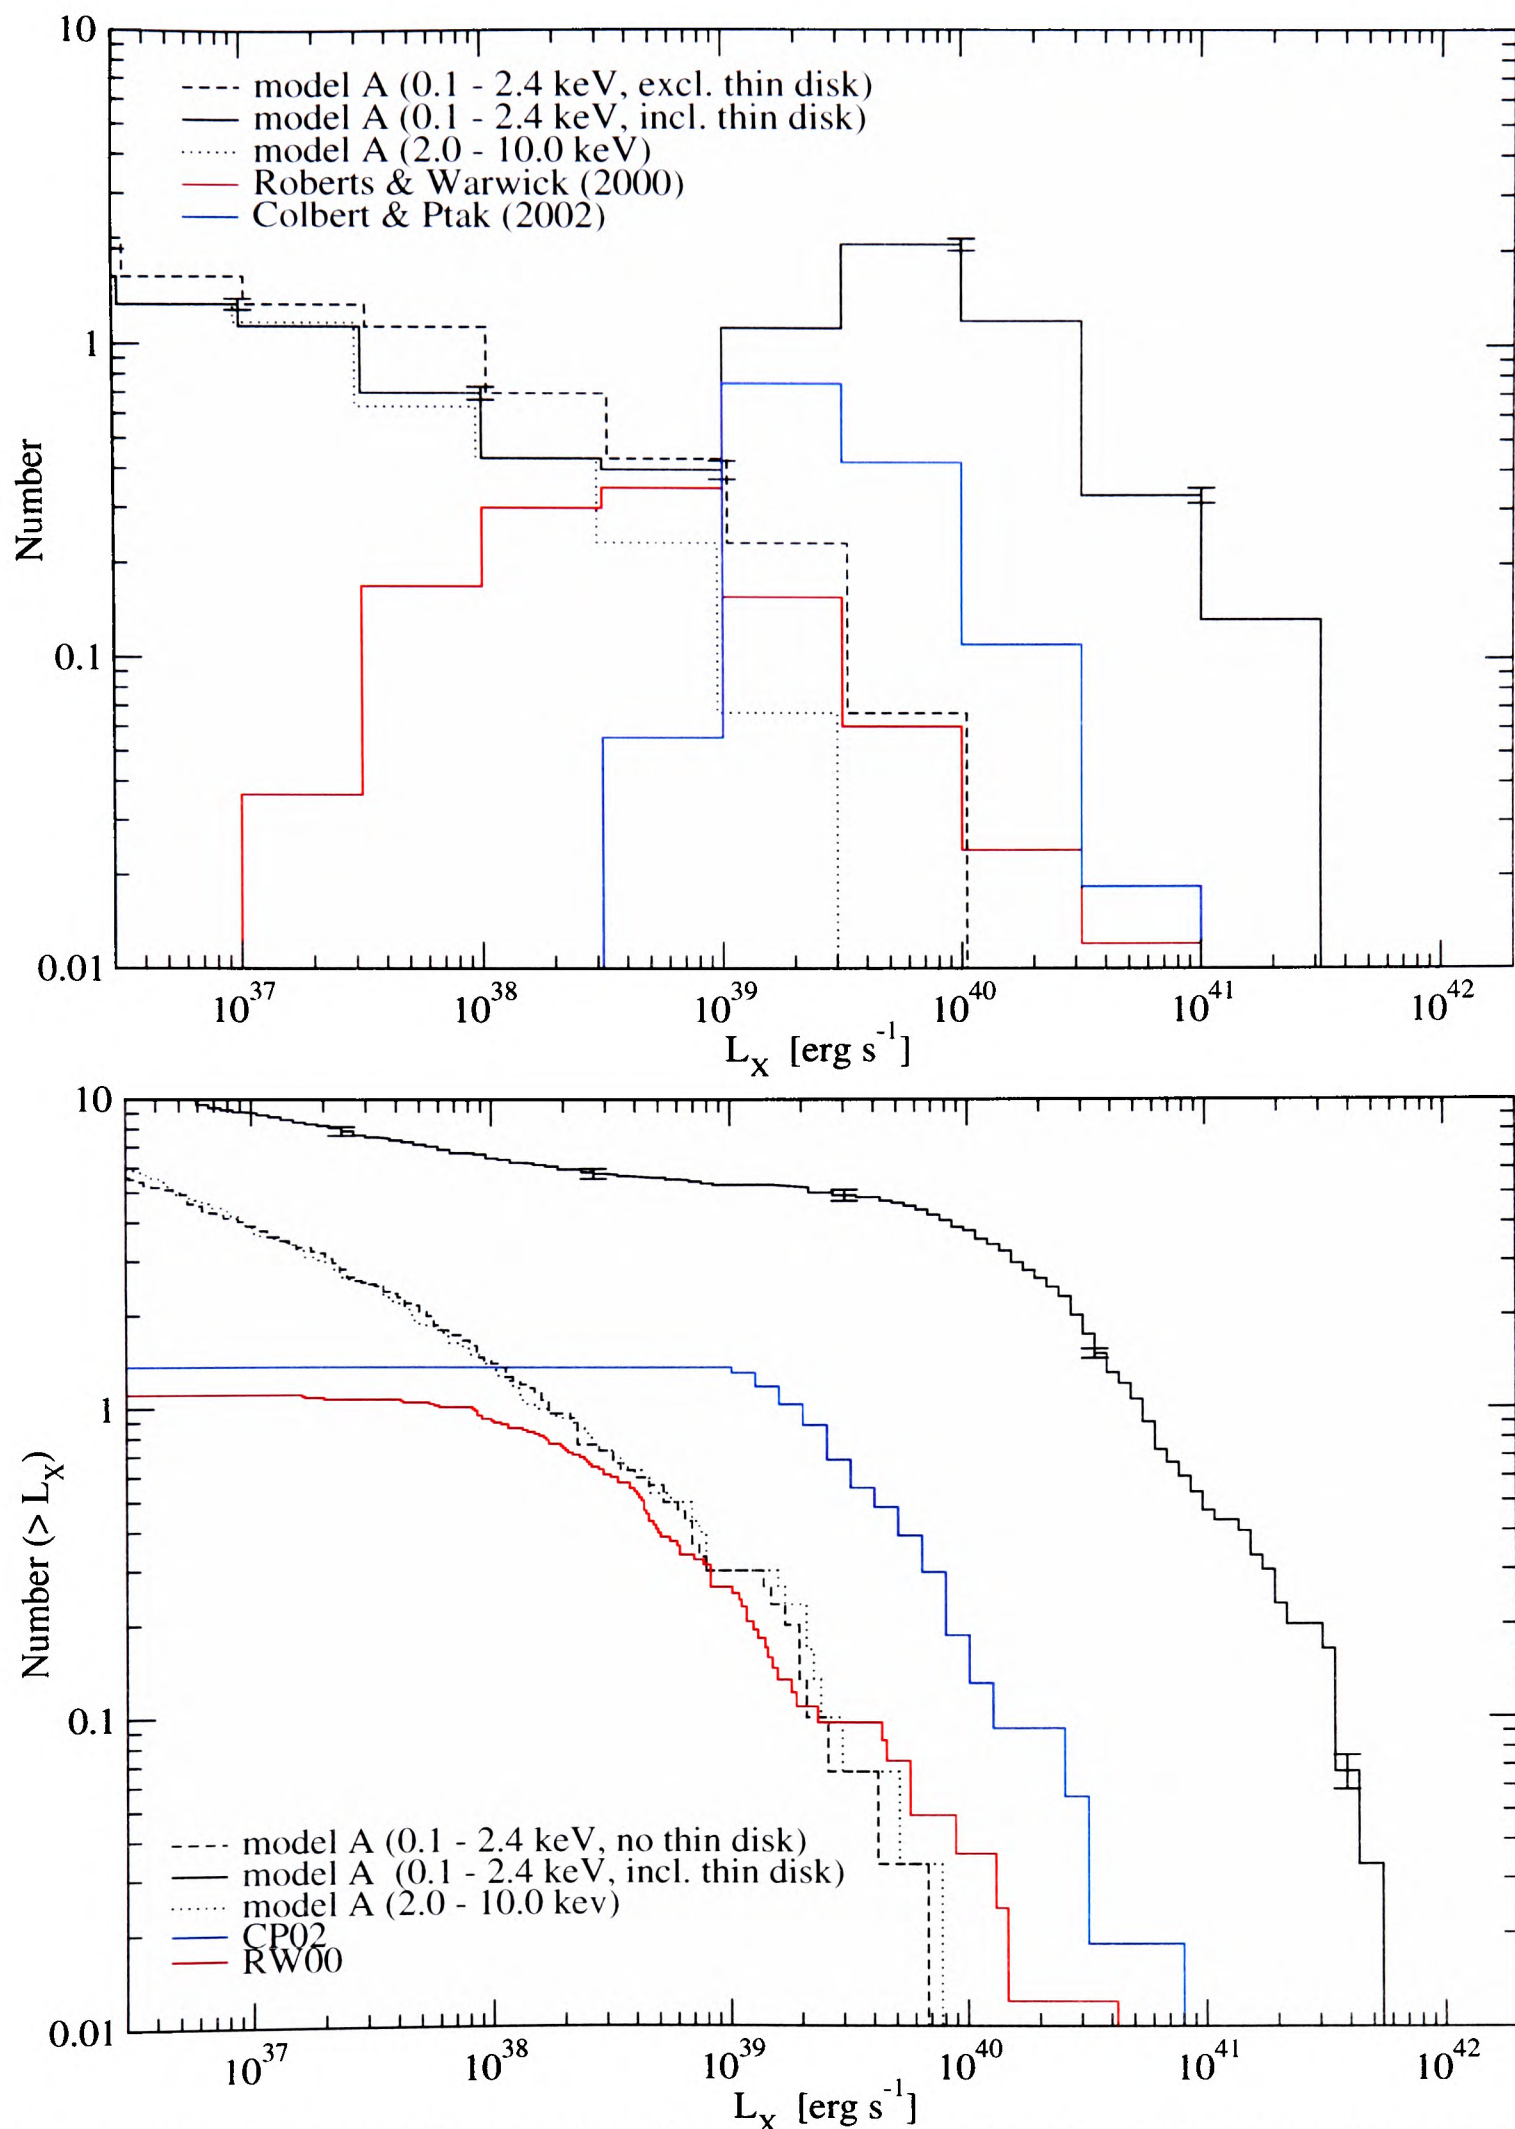 10
model A (0.1 - 2.4 keV, excl. thin disk)
model A (0.1 - 2.4 keV, incl. thin disk)
model A (2.0 - 10.0 keV)
Roberts & Warwick (2000)
Colbert & Ptak (2002)
1
Number
0.1
0.01
10^37 10^38 10^39 10^40 10^41 10^42
L_X [erg s^-1]
10
1
Number (> L_X)
0.1
model A (0.1 - 2.4 keV, no thin disk)
model A (0.1 - 2.4 keV, incl. thin disk)
model A (2.0 - 10.0 kev)
CP02
RW00
0.01
10^37 10^38 10^39 10^40 10^41 10^42
L_X [erg s^-1]